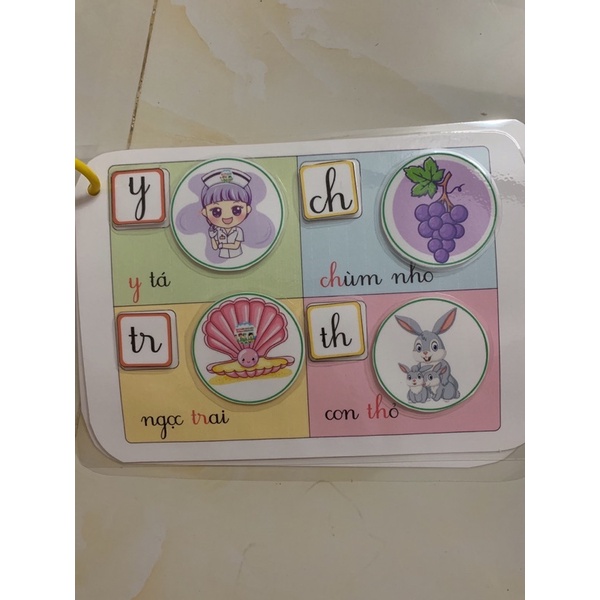 y
y tá
ch
chùm nho
tr
ngọc trai
th
con thỏ